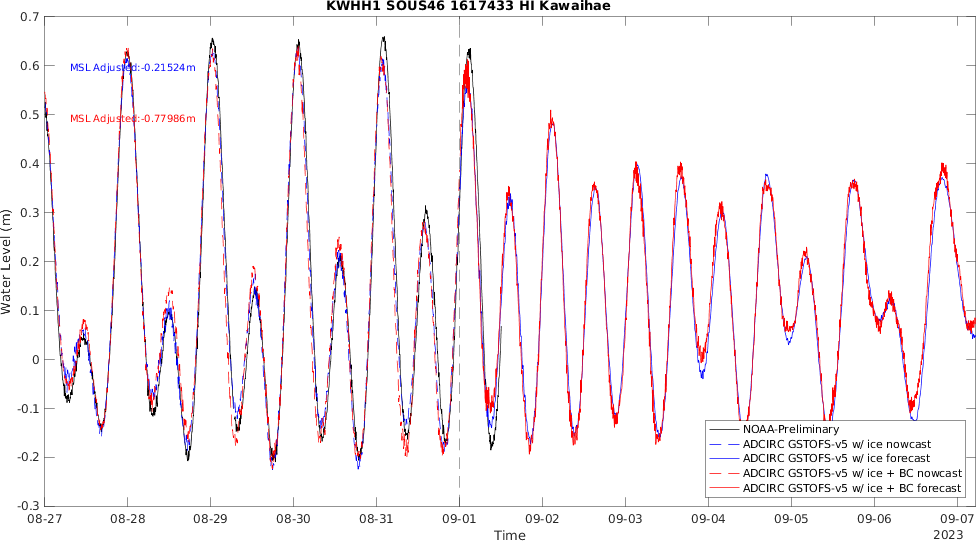 KWHH1 SOUS46 1617433 HI Kawaihae
MSL Adjusted:-0.21524m
MSL Adjusted:-0.77986m
Water Level (m)
0.7
0.6
0.5
0.4
0.3
0.2
0.1
0
-0.1
-0.2
-0.3
NOAA-Preliminary
ADCIRC GSTOFS-v5 w/ ice nowcast
ADCIRC GSTOFS-v5 w/ ice forecast
ADCIRC GSTOFS-v5 w/ ice + BC nowcast
ADCIRC GSTOFS-v5 w/ ice + BC forecast
08-27 08-28 08-29 08-30 08-31 09-01 09-02 09-03 09-04 09-05 09-06 09-07
Time
2023